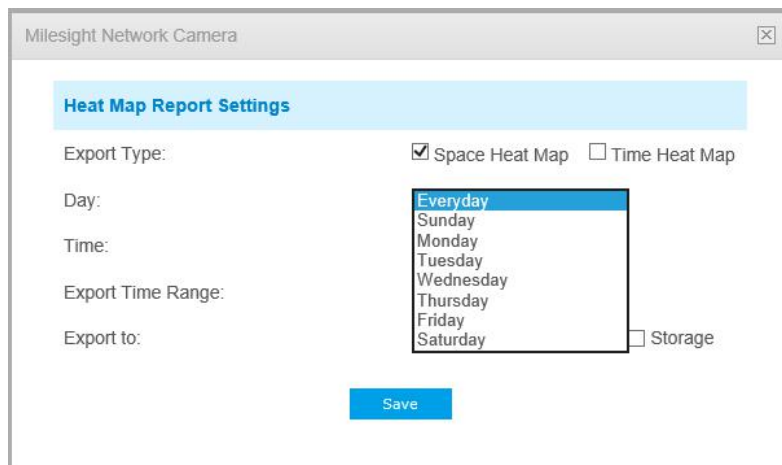 Milesight Network Camera
Heat Map Report Settings
Export Type: Space Heat Map Time Heat Map
Day: Everyday
Sunday
Time: Monday
Tuesday
Export Time Range: Wednesday
Thursday
Friday
Export to: Saturday Storage
Save